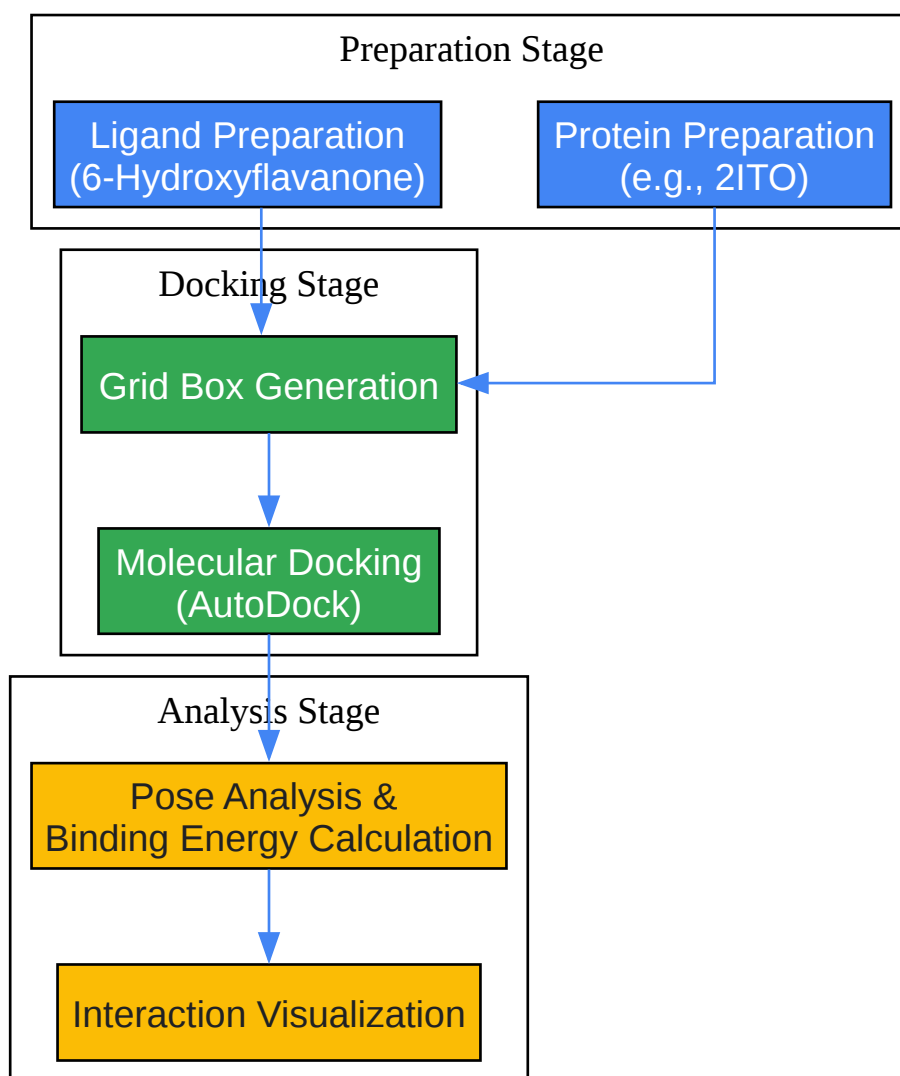 Preparation Stage
Ligand Preparation
(6-Hydroxyflavanone)
Protein Preparation
(e.g., 2ITO)
Docking Stage
Grid Box Generation
Molecular Docking
(AutoDock)
Analysis Stage
Pose Analysis &
Binding Energy Calculation
Interaction Visualization